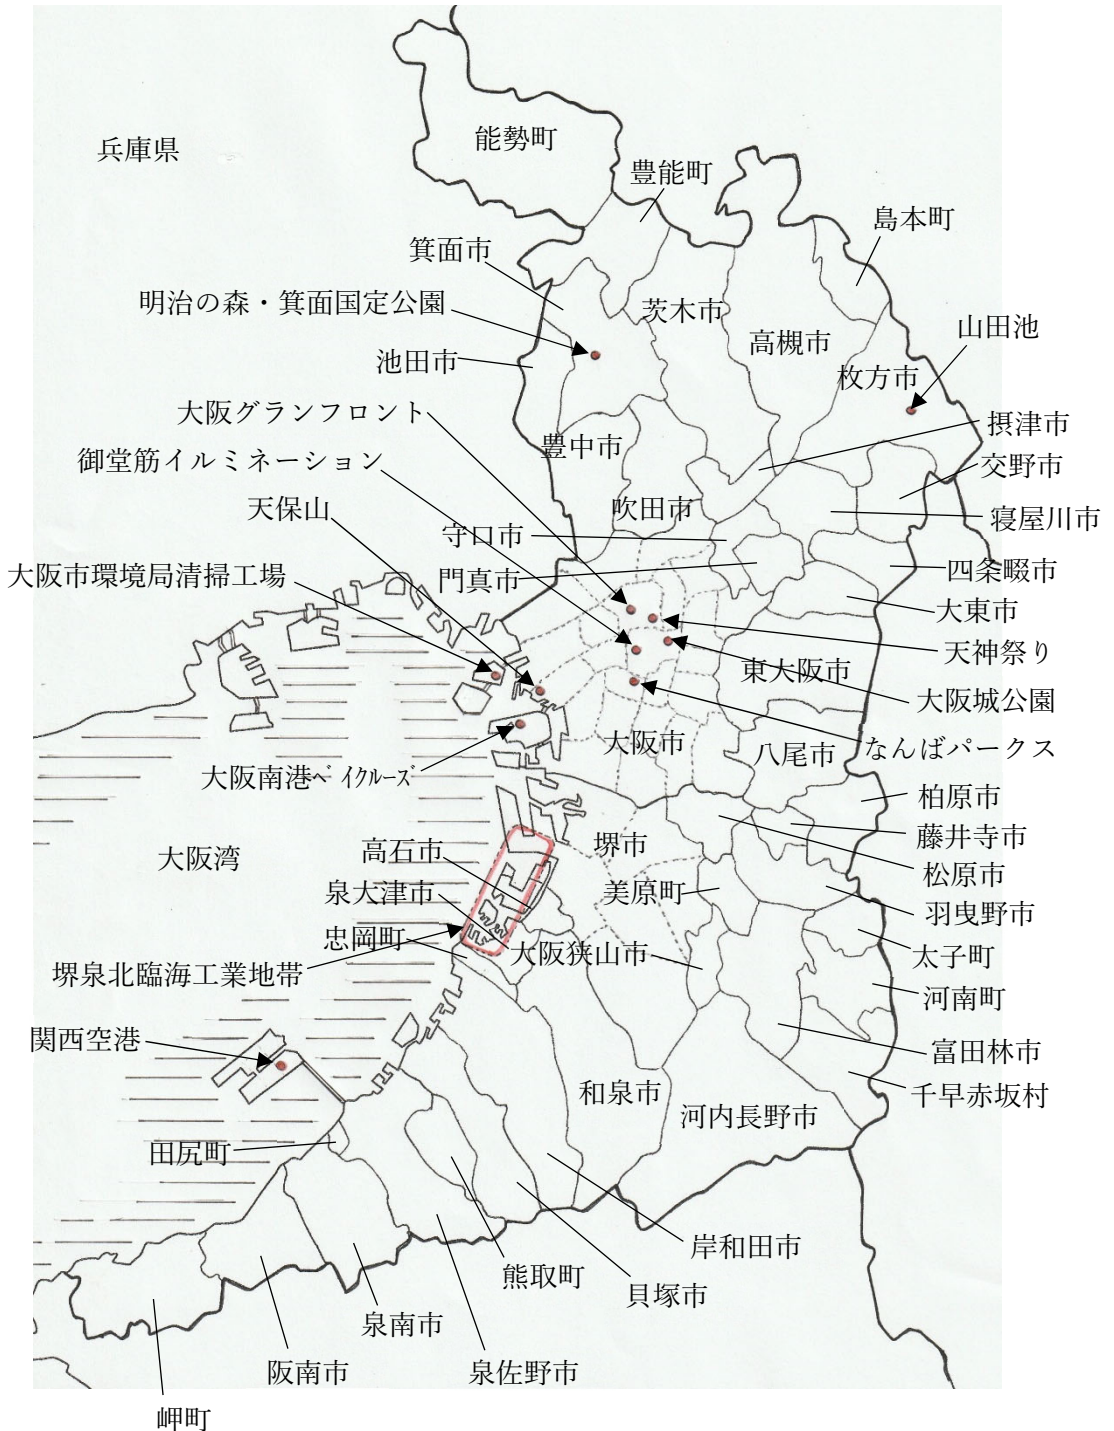 能勢町
兵庫県
豊能町
島本町
箕面市
明治の森・箕面国定公園
茨木市
山田池
高槻市
池田市
枚方市
大阪グランフロント
摂津市
豊中市
御堂筋イルミネーション
交野市
天保山
吹田市
寝屋川市
守口市
大阪市環境局清掃工場
門真市
四条畷市
大東市
天神祭り
東大阪市
大阪城公園
大阪市
なんばパークス
八尾市
大阪南港ベイクルーズ
柏原市
堺市
藤井寺市
高石市
大阪湾
松原市
泉大津市
美原町
羽曳野市
忠岡町
大阪狭山市
太子町
堺泉北臨海工業地帯
河南町
関西空港
富田林市
和泉市
千早赤坂村
河内長野市
田尻町
岸和田市
熊取町
貝塚市
泉南市
阪南市
泉佐野市
岬町